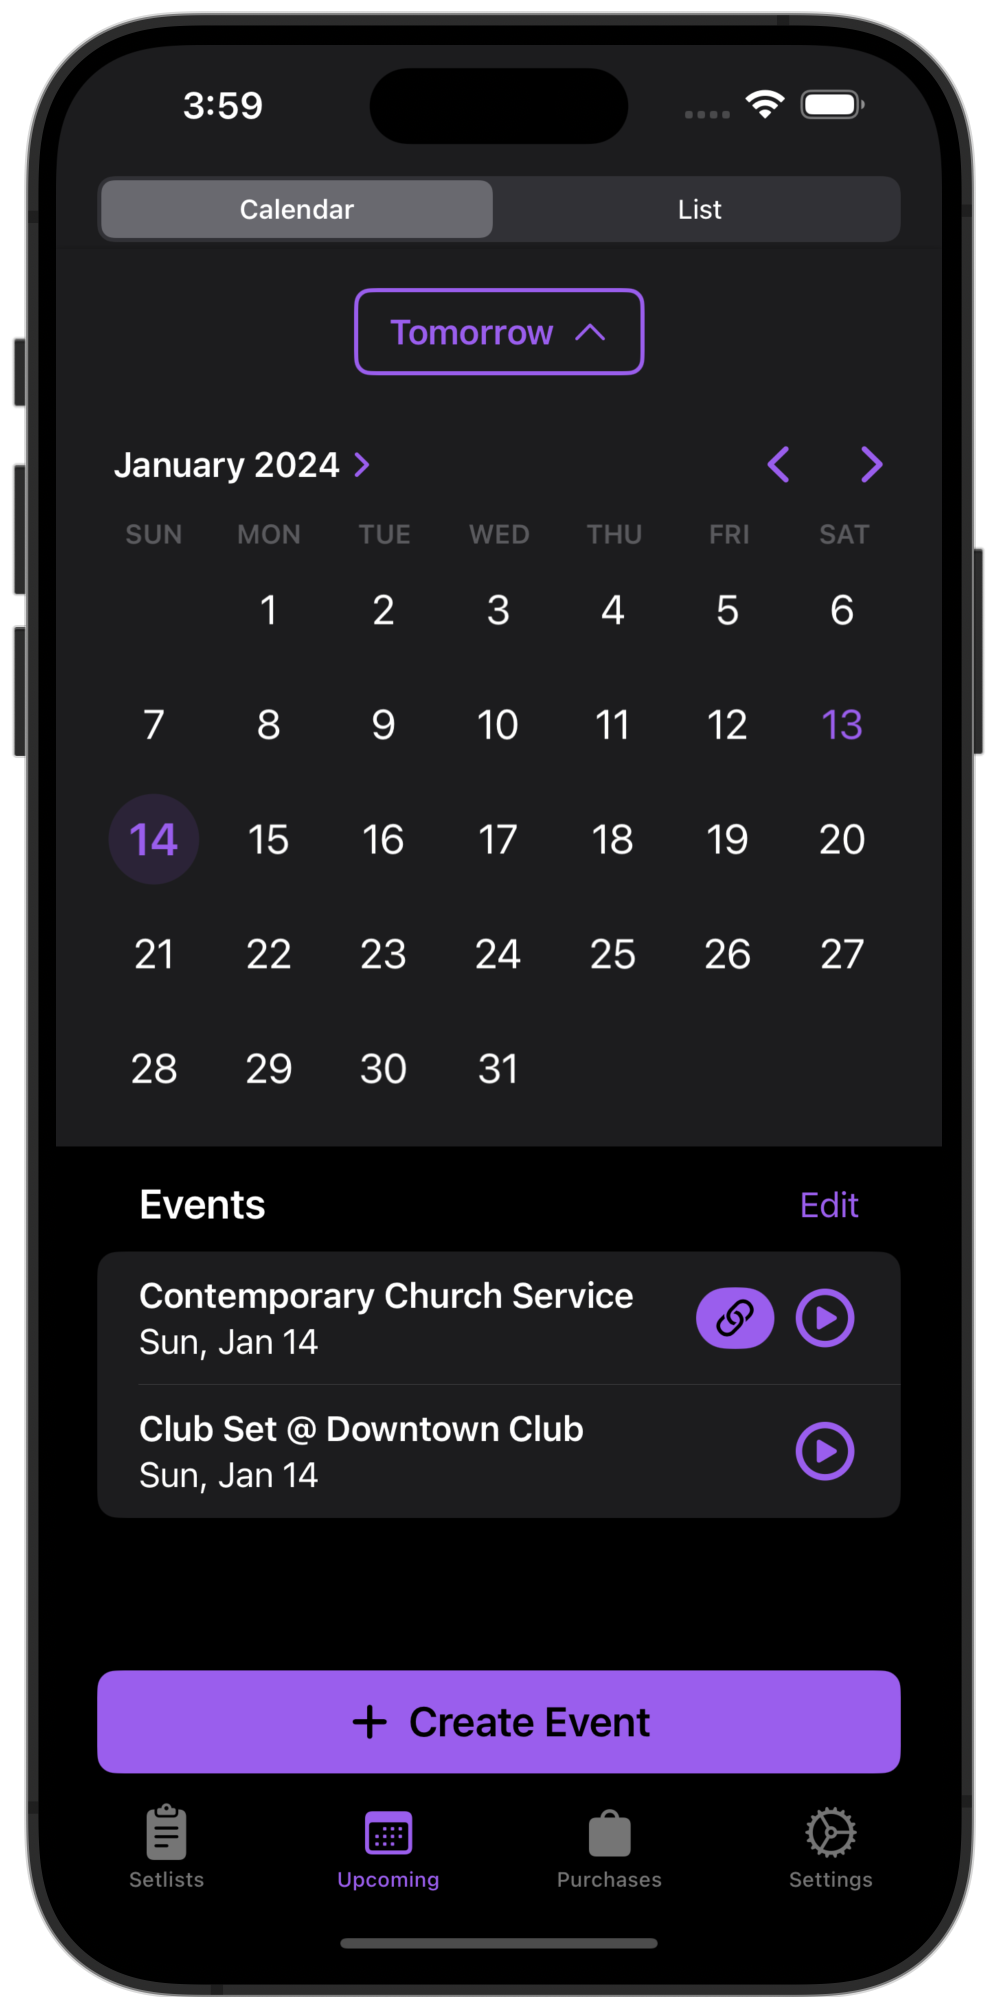 3:59
Calendar List
Tomorrow
January 2024
SUN MON TUE WED THU FRI SAT
1 2 3 4 5 6
7 8 9 10 11 12 13
14 15 16 17 18 19 20
21 22 23 24 25 26 27
28 29 30 31
Events Edit
Contemporary Church Service
Sun, Jan 14
Club Set @ Downtown Club
Sun, Jan 14
+ Create Event
Setlists Upcoming Purchases Settings